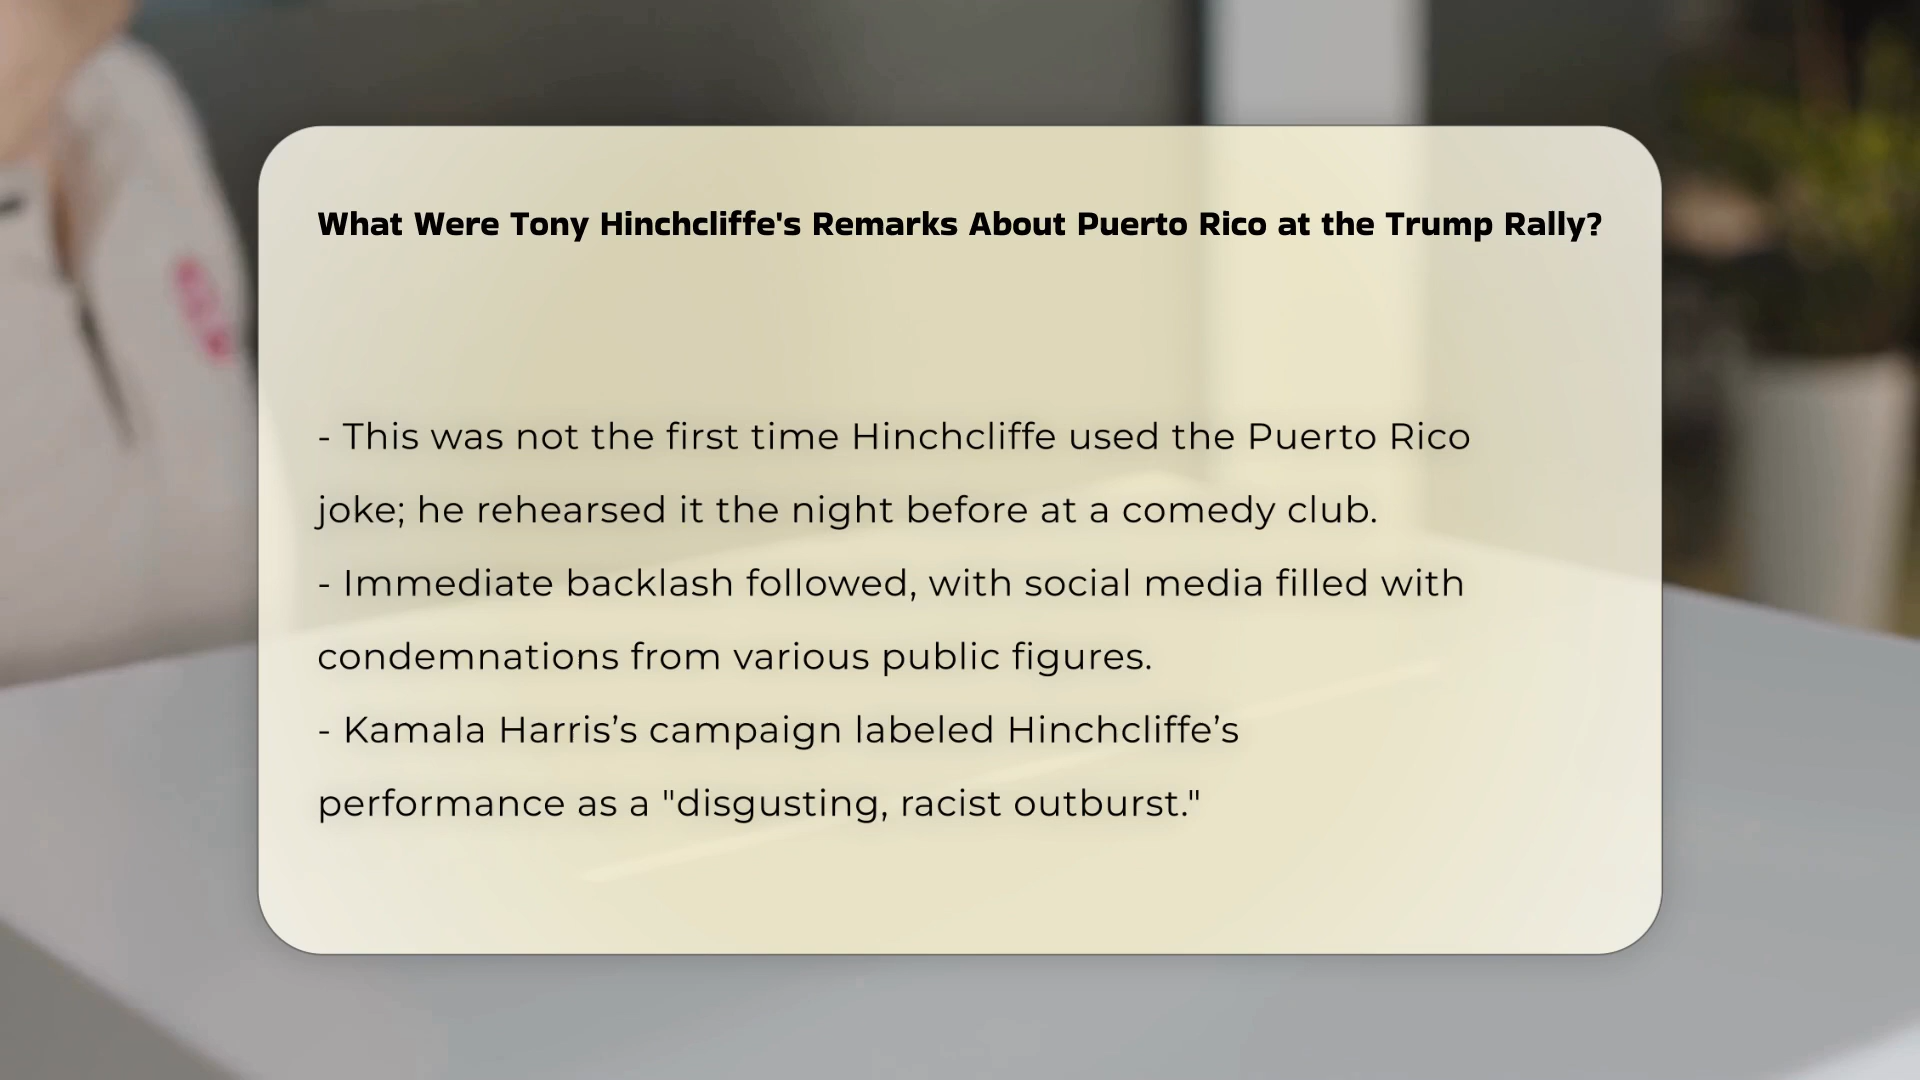 What Were Tony Hinchcliffe's Remarks About Puerto Rico at the Trump Rally?
- This was not the first time Hinchcliffe used the Puerto Rico
joke; he rehearsed it the night before at a comedy club.
- Immediate backlash followed, with social media filled with
condemnations from various public figures.
- Kamala Harris’s campaign labeled Hinchcliffe’s
performance as a "disgusting, racist outburst."